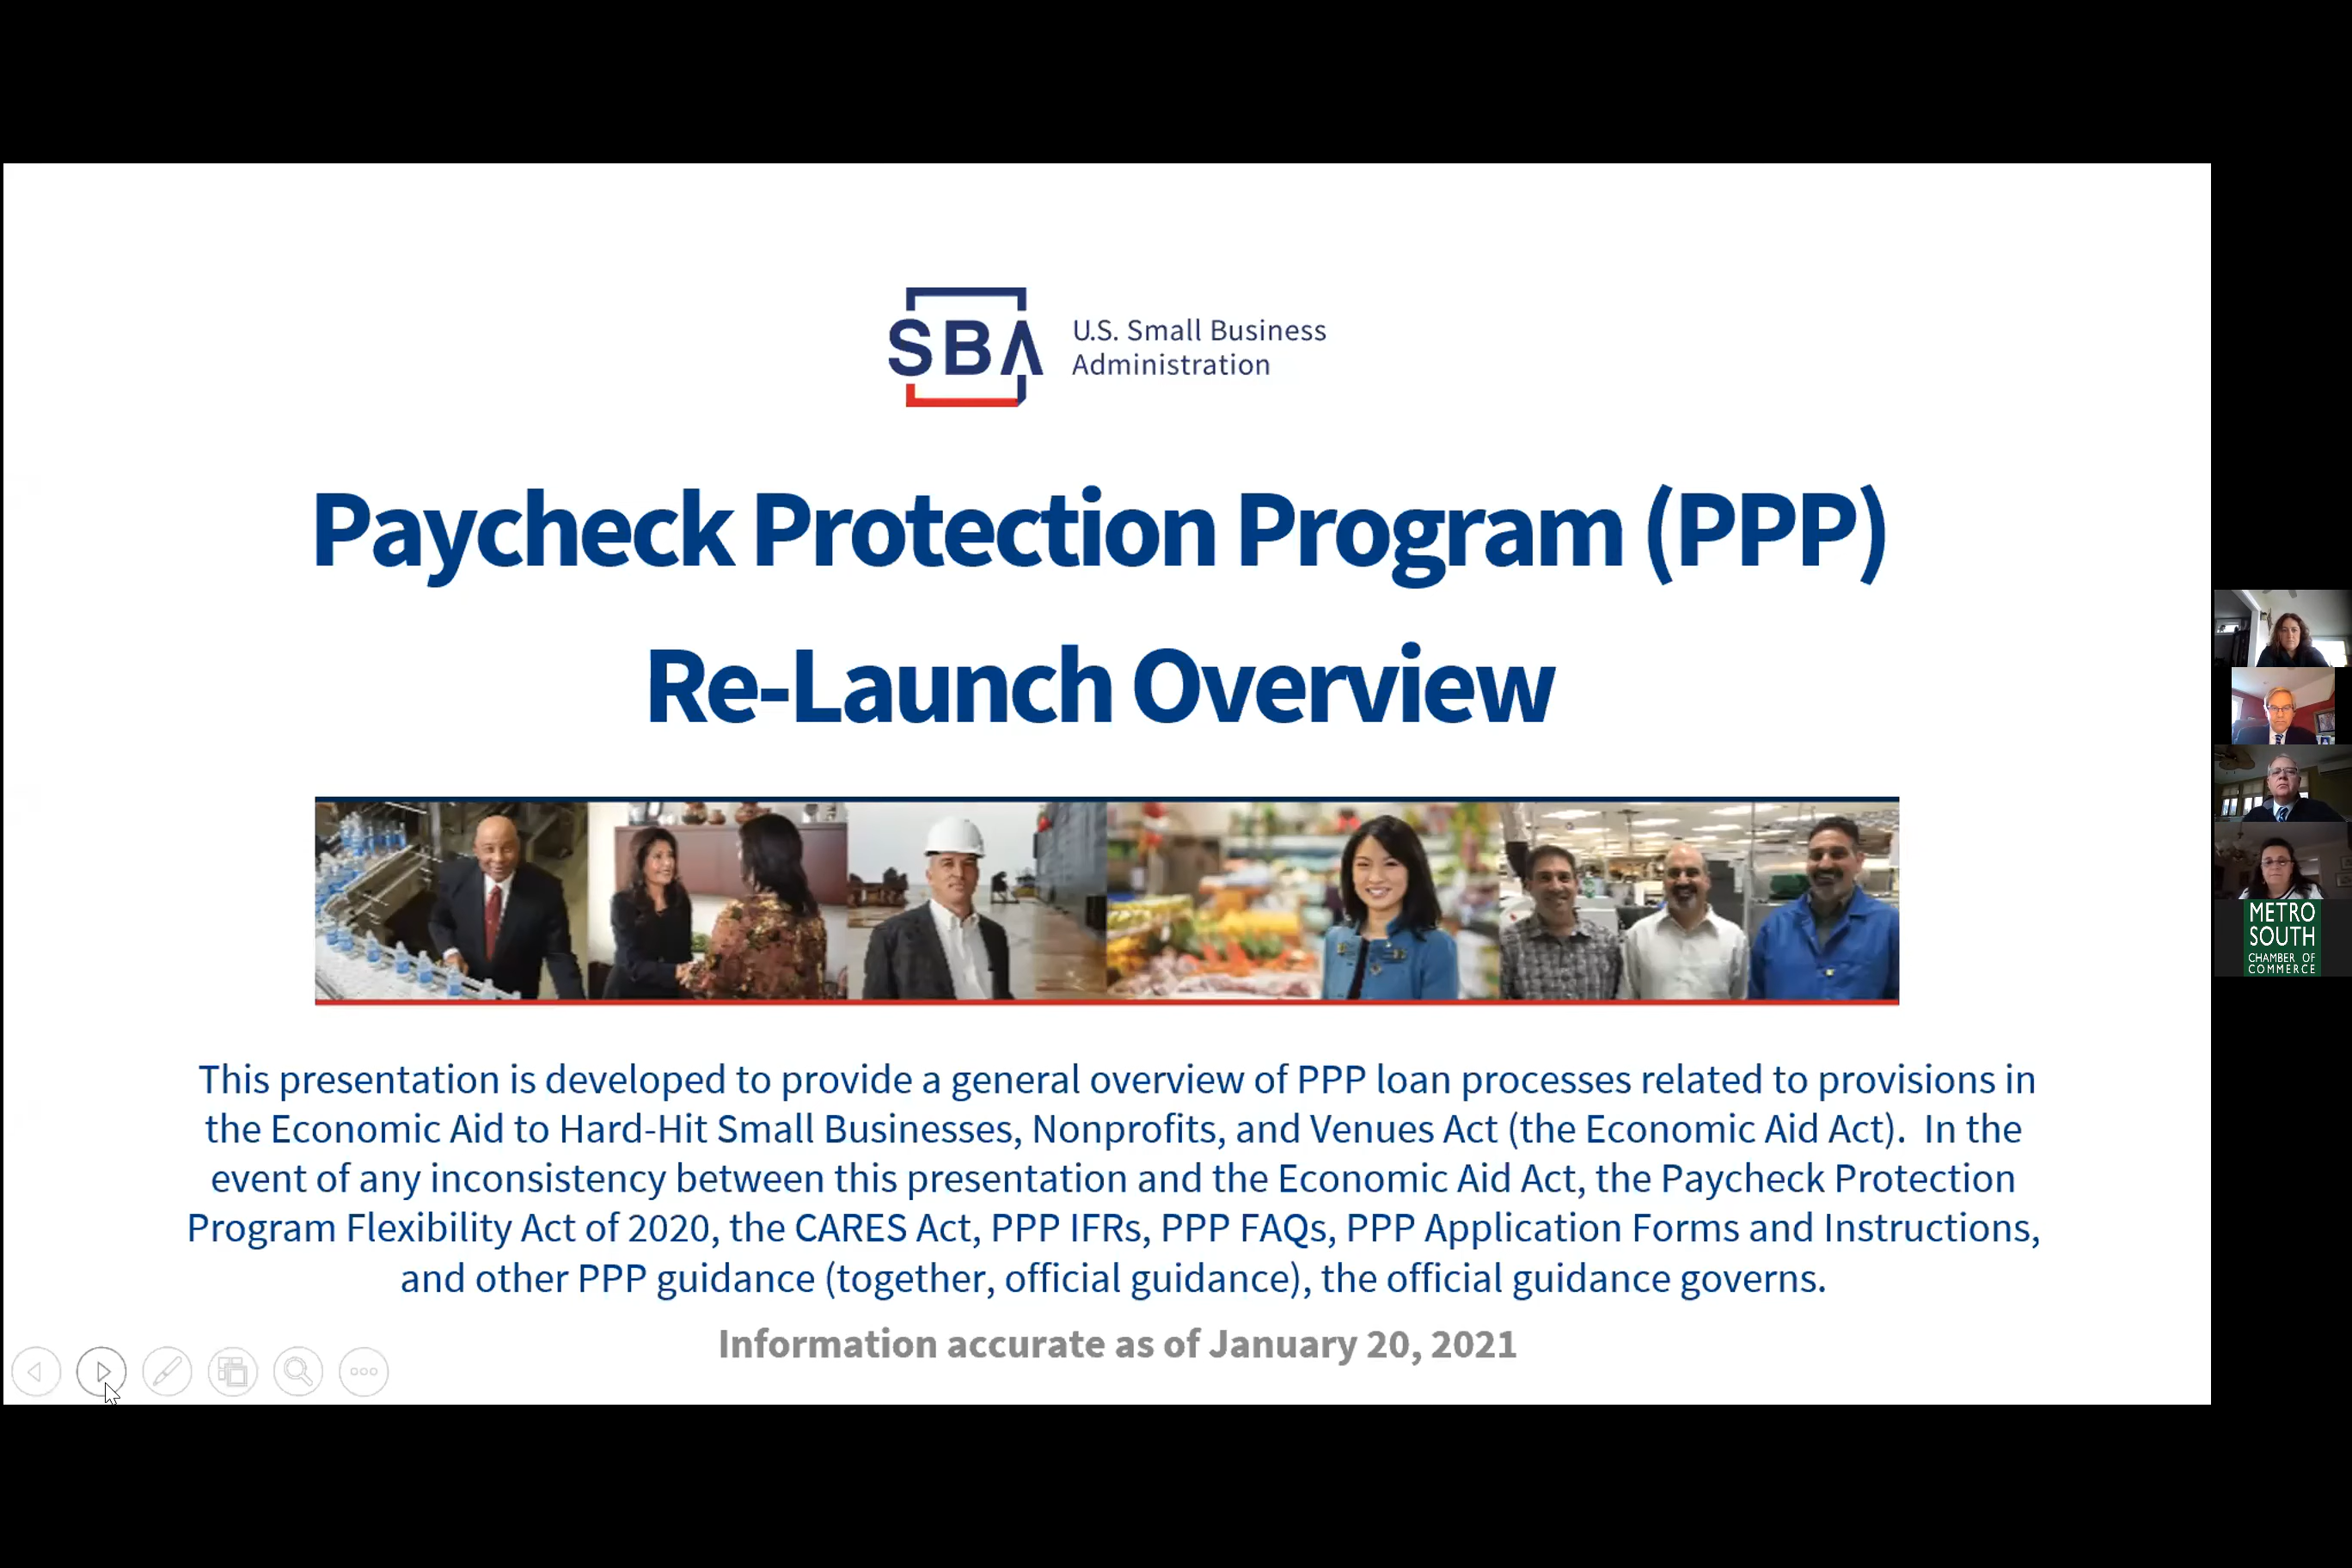 SBA
U.S. Small Business
Administration
Paycheck Protection Program (PPP)
Re-Launch Overview
This presentation is developed to provide a general overview of PPP loan processes related to provisions in
the Economic Aid to Hard-Hit Small Businesses, Nonprofits, and Venues Act (the Economic Aid Act).  In the
event of any inconsistency between this presentation and the Economic Aid Act, the Paycheck Protection
Program Flexibility Act of 2020, the CARES Act, PPP IFRs, PPP FAQs, PPP Application Forms and Instructions,
and other PPP guidance (together, official guidance), the official guidance governs.
Information accurate as of January 20, 2021
METRO
SOUTH
CHAMBER OF
COMMERCE